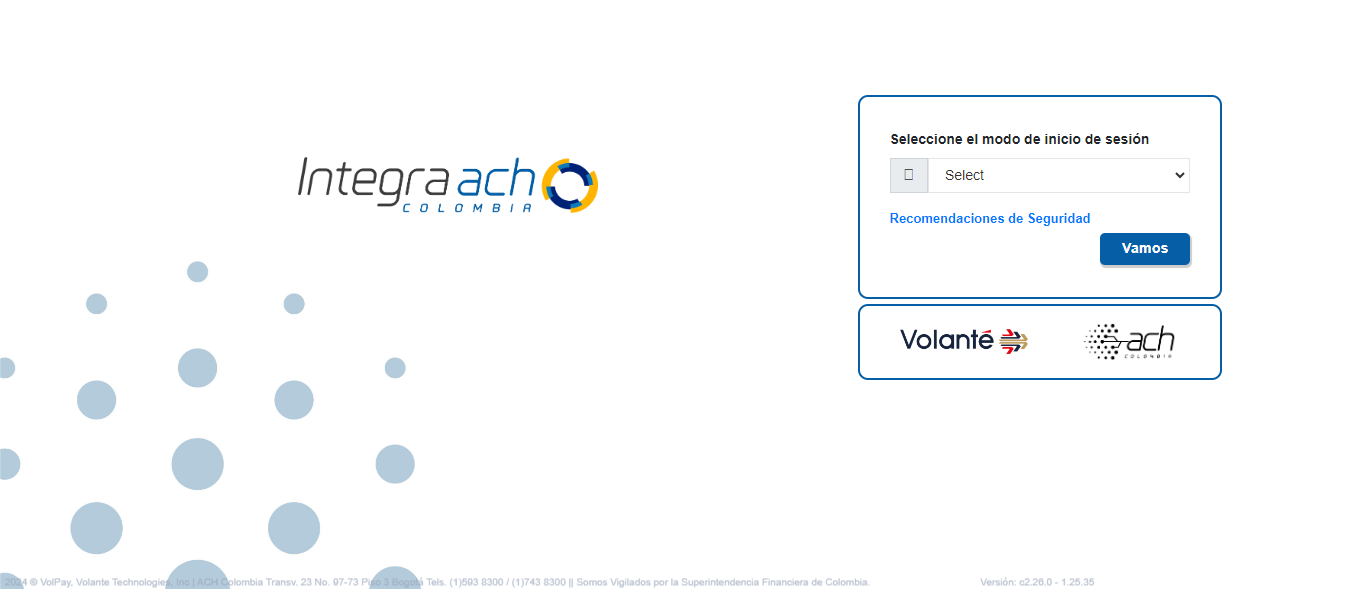 Integra ach
COLOMBIA
Seleccione el modo de inicio de sesión
Select
Recomendaciones de Seguridad
Vamos
Volanté
ach
COLOMBIA
2024 © VolPay, Volante Technologies, Inc | ACH Colombia Transv. 23 No. 97-73 Piso 3 Bogotá Tels. (1)593 8300 / (1)743 8300 || Somos Vigilados por la Superintendencia Financiera de Colombia.
Versión: c2.26.0 - 1.25.35